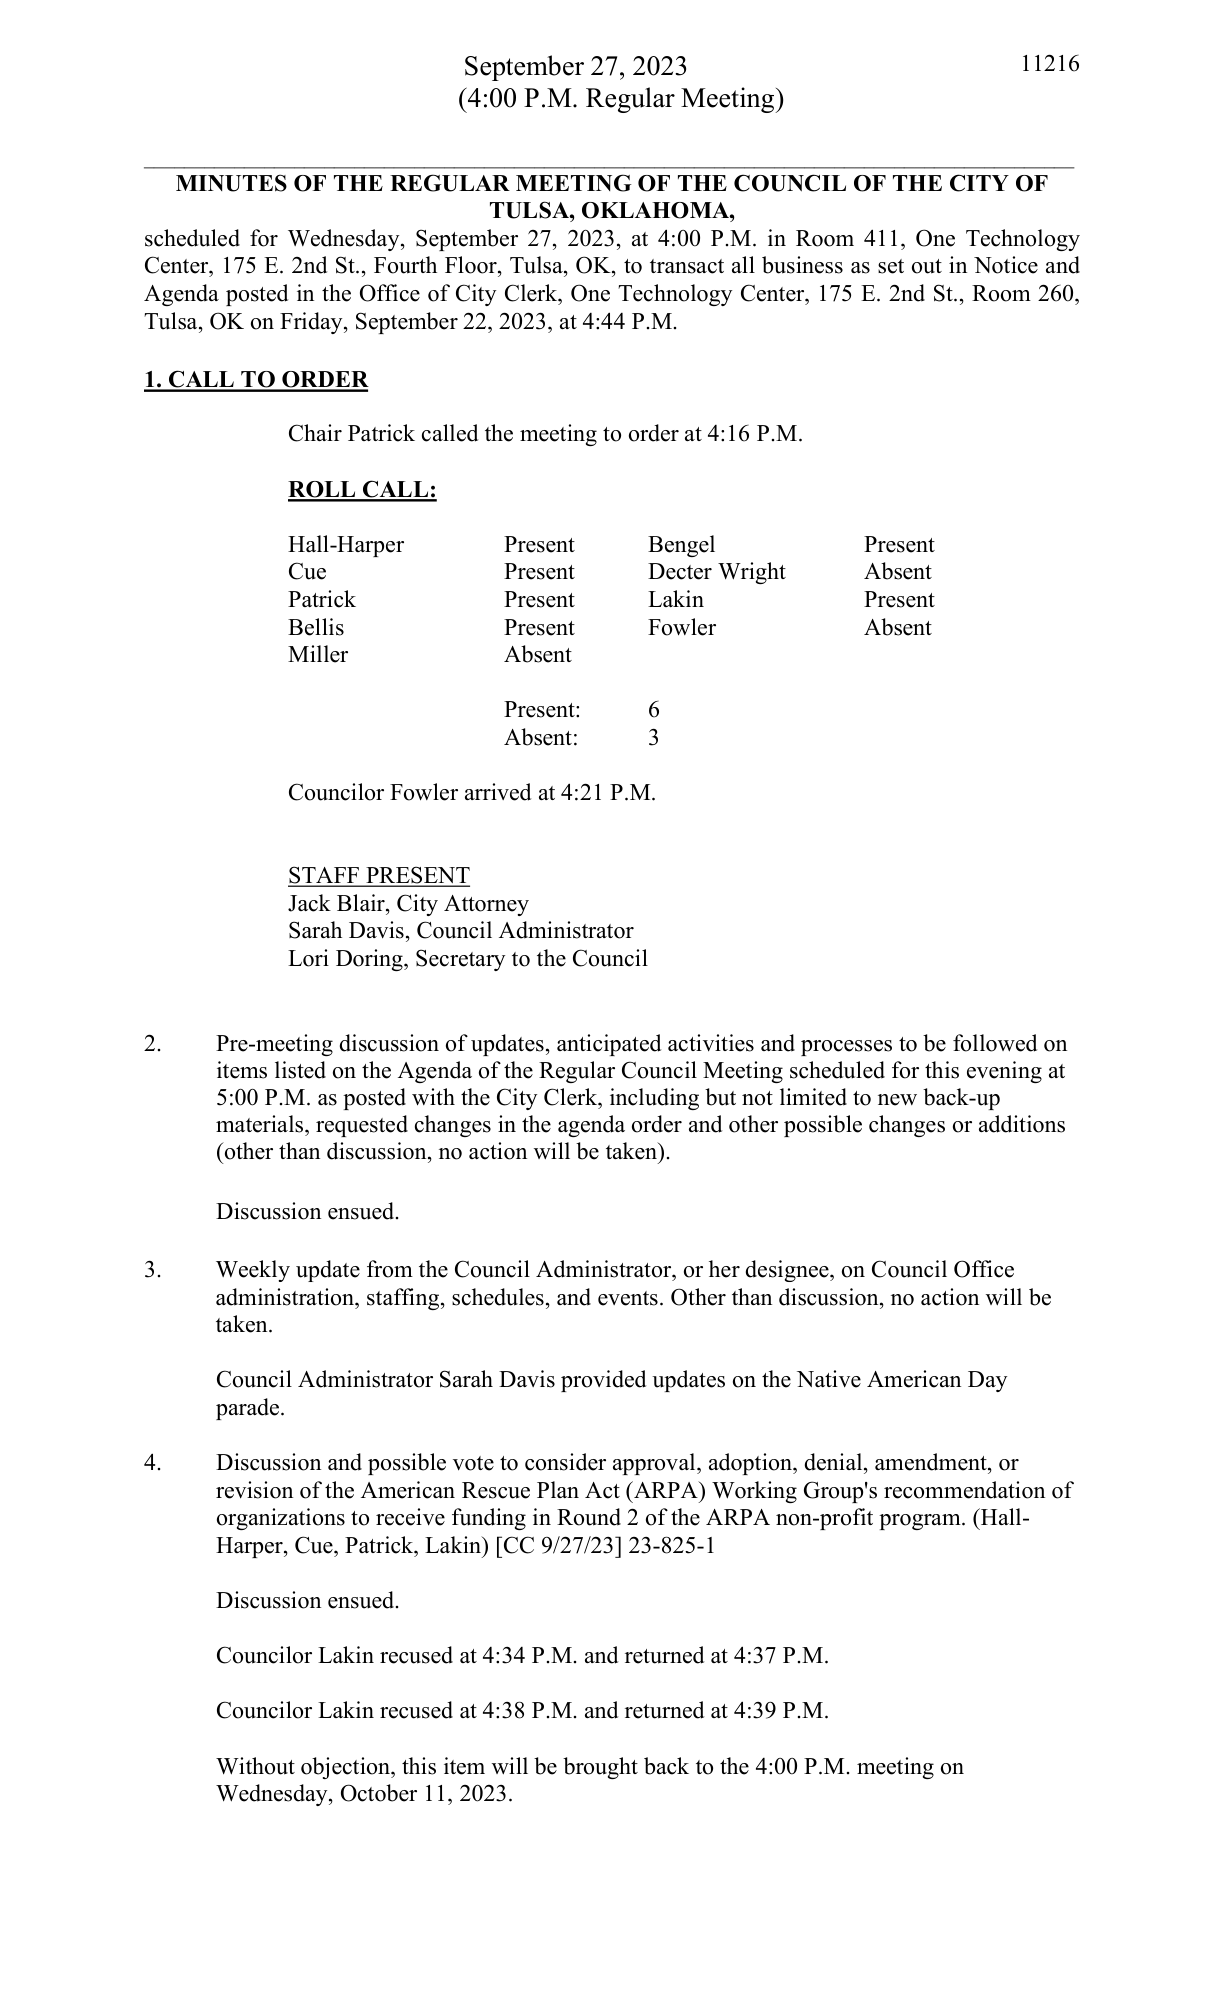 September 27, 2023 11216
(4:00 P.M. Regular Meeting)
MINUTES OF THE REGULAR MEETING OF THE COUNCIL OF THE CITY OF
TULSA, OKLAHOMA,
scheduled for Wednesday, September 27, 2023, at 4:00 P.M. in Room 411, One Technology
Center, 175 E. 2nd St., Fourth Floor, Tulsa, OK, to transact all business as set out in Notice and
Agenda posted in the Office of City Clerk, One Technology Center, 175 E. 2nd St., Room 260,
Tulsa, OK on Friday, September 22, 2023, at 4:44 P.M.
1. CALL TO ORDER
Chair Patrick called the meeting to order at 4:16 P.M.
ROLL CALL:
Hall-Harper Present Bengel Present
Cue Present Decter Wright Absent
Patrick Present Lakin Present
Bellis Present Fowler Absent
Miller Absent
Present: 6
Absent: 3
Councilor Fowler arrived at 4:21 P.M.
STAFF PRESENT
Jack Blair, City Attorney
Sarah Davis, Council Administrator
Lori Doring, Secretary to the Council
2. Pre-meeting discussion of updates, anticipated activities and processes to be followed on
items listed on the Agenda of the Regular Council Meeting scheduled for this evening at
5:00 P.M. as posted with the City Clerk, including but not limited to new back-up
materials, requested changes in the agenda order and other possible changes or additions
(other than discussion, no action will be taken).
Discussion ensued.
3. Weekly update from the Council Administrator, or her designee, on Council Office
administration, staffing, schedules, and events. Other than discussion, no action will be
taken.
Council Administrator Sarah Davis provided updates on the Native American Day
parade.
4. Discussion and possible vote to consider approval, adoption, denial, amendment, or
revision of the American Rescue Plan Act (ARPA) Working Group's recommendation of
organizations to receive funding in Round 2 of the ARPA non-profit program. (Hall-
Harper, Cue, Patrick, Lakin) [CC 9/27/23] 23-825-1
Discussion ensued.
Councilor Lakin recused at 4:34 P.M. and returned at 4:37 P.M.
Councilor Lakin recused at 4:38 P.M. and returned at 4:39 P.M.
Without objection, this item will be brought back to the 4:00 P.M. meeting on
Wednesday, October 11, 2023.